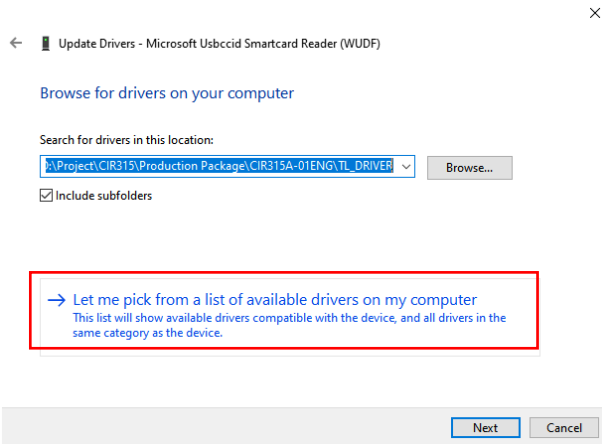 Update Drivers - Microsoft Usbccid Smartcard Reader (WUDF)
Browse for drivers on your computer
Search for drivers in this location:
:\Project\CIR315\Production Package\CIR315A-01ENG\TL_DRIVER
Browse...
Include subfolders
Let me pick from a list of available drivers on my computer
This list will show available drivers compatible with the device, and all drivers in the
same category as the device.
Next
Cancel